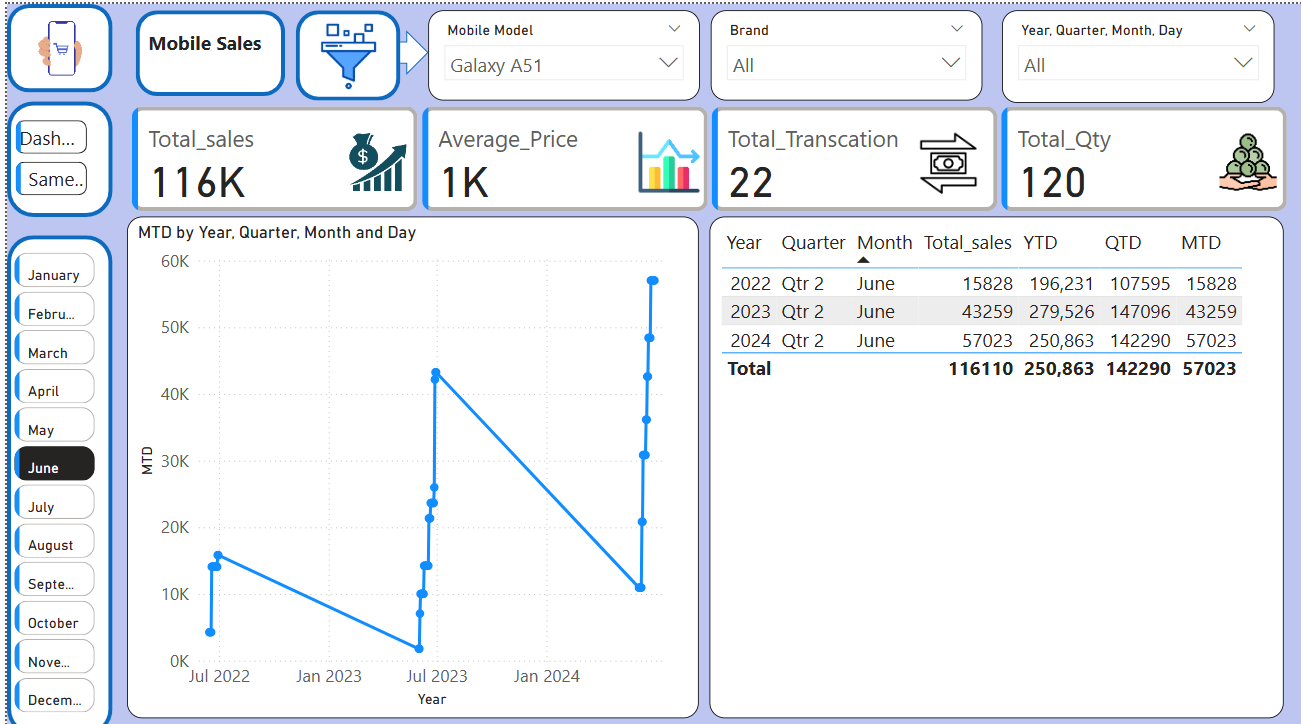 Mobile Sales
Mobile Model
Galaxy A51
Brand
All
Year, Quarter, Month, Day
All
Dash...
Same..
Total_sales
116K
Average_Price
1K
Total_Transcation
22
Total_Qty
120
January
Febru...
March
April
May
June
July
August
Septe...
October
Nove...
Decem...
MTD by Year, Quarter, Month and Day
60K
50K
40K
30K
20K
10K
0K
MTD
Jul 2022 Jan 2023 Jul 2023 Jan 2024
Year
Year Quarter Month Total_sales YTD QTD MTD
2022 Qtr 2 June 15828 196,231 107595 15828
2023 Qtr 2 June 43259 279,526 147096 43259
2024 Qtr 2 June 57023 250,863 142290 57023
Total 116110 250,863 142290 57023